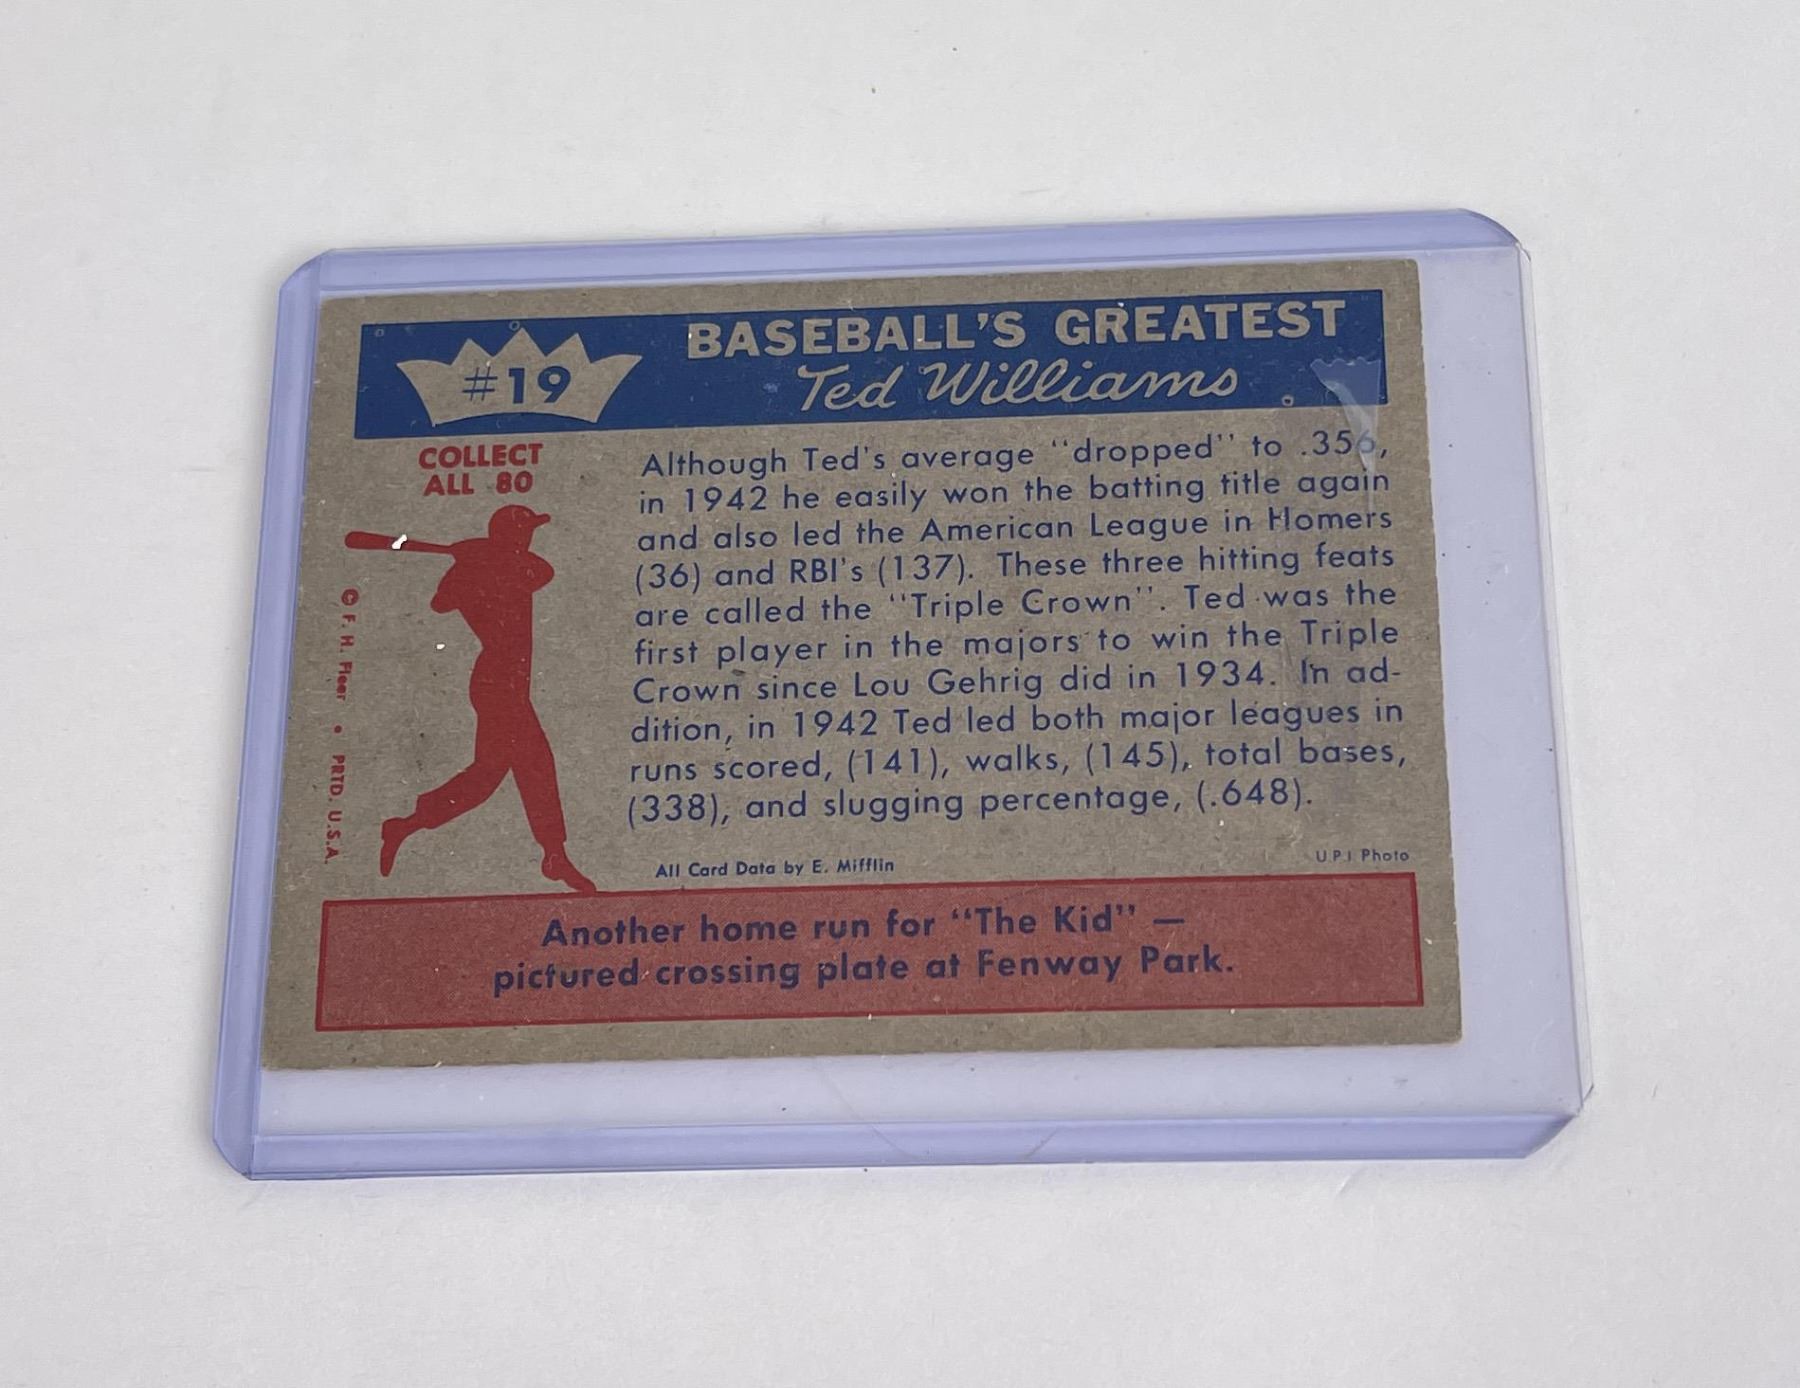 #19
BASEBALL'S GREATEST
Ted Williams
COLLECT
ALL 80
© F. H. Fleer • PRTD. U.S.A.
Although Ted's average "dropped" to .356,
in 1942 he easily won the batting title again
and also led the American League in Homers
(36) and RBI's (137). These three hitting feats
are called the "Triple Crown". Ted was the
first player in the majors to win the Triple
Crown since Lou Gehrig did in 1934. In ad-
dition, in 1942 Ted led both major leagues in
runs scored, (141), walks, (145), total bases,
(338), and slugging percentage, (.648).
All Card Data by E. Mifflin
U.P.I. Photo
Another home run for "The Kid" —
pictured crossing plate at Fenway Park.